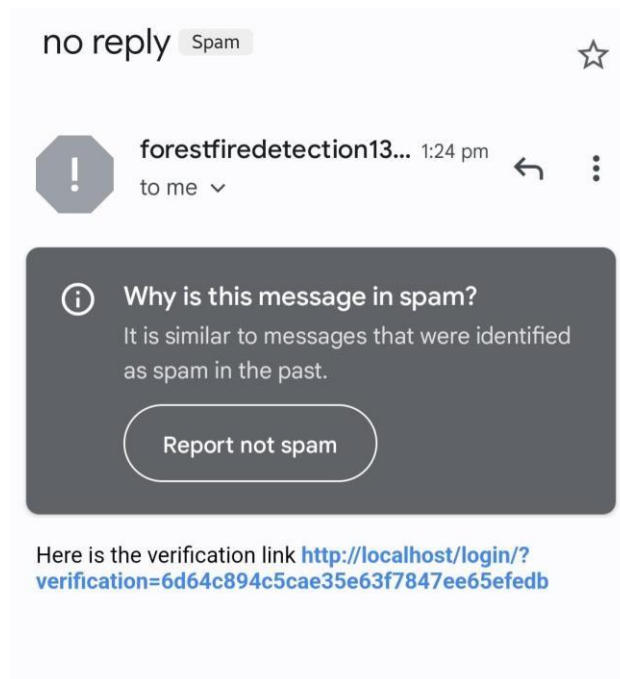 no reply Spam
forestfiredetection13... 1:24 pm
to me
Why is this message in spam?
It is similar to messages that were identified
as spam in the past.
Report not spam
Here is the verification link http://localhost/login/?
verification=6d64c894c5cae35e63f7847ee65efedb